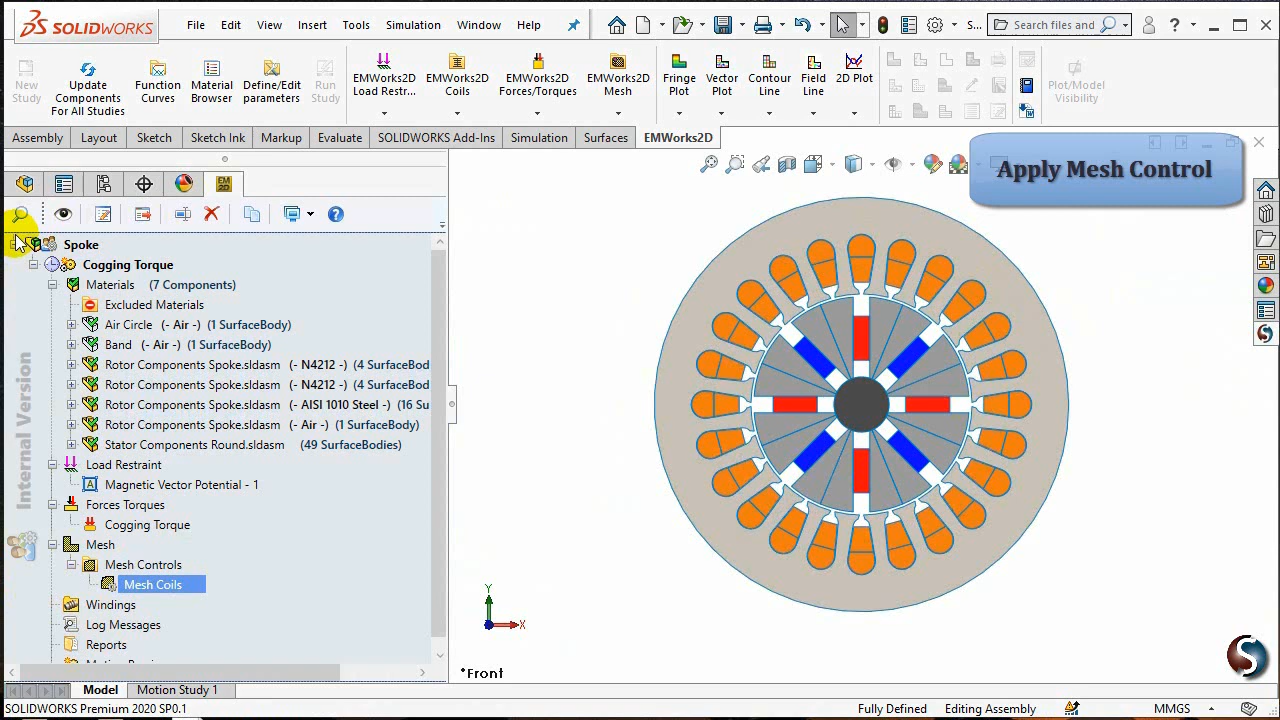 SOLIDWORKS
File Edit View Insert Tools Simulation Window Help
S...
Search files and
New Study
Update Components For All Studies
Function Curves
Material Browser
Define/Edit parameters
Run Study
EMWorks2D Load Restr...
EMWorks2D Coils
EMWorks2D Forces/Torques
EMWorks2D Mesh
Fringe Plot
Vector Plot
Contour Line
Field Line
2D Plot
Plot/Model Visibility
Assembly Layout Sketch Sketch Ink Markup Evaluate SOLIDWORKS Add-Ins Simulation Surfaces EMWorks2D
Apply Mesh Control
Spoke
Cogging Torque
Materials (7 Components)
Excluded Materials
Air Circle (- Air -) (1 SurfaceBody)
Band (- Air -) (1 SurfaceBody)
Rotor Components Spoke.sldasm (- N4212 -) (4 SurfaceBod
Rotor Components Spoke.sldasm (- N4212 -) (4 SurfaceBod
Rotor Components Spoke.sldasm (- AISI 1010 Steel -) (16 Su
Rotor Components Spoke.sldasm (- Air -) (1 SurfaceBody)
Stator Components Round.sldasm (49 SurfaceBodies)
Load Restraint
Magnetic Vector Potential - 1
Forces Torques
Cogging Torque
Mesh
Mesh Controls
Mesh Coils
Windings
Log Messages
Reports
Internal Version
Y
X
*Front
Model Motion Study 1
SOLIDWORKS Premium 2020 SP0.1
Fully Defined Editing Assembly MMGS